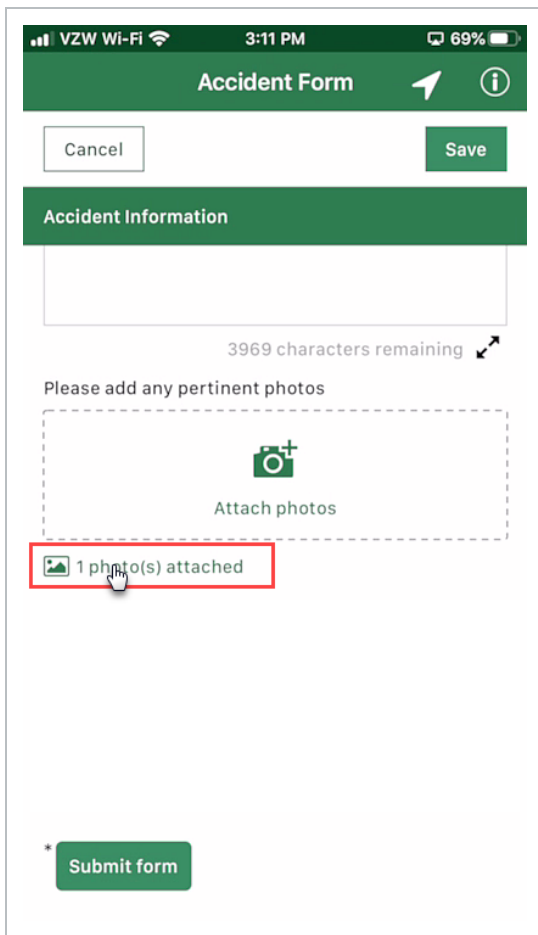 VZW Wi-Fi 3:11 PM 69%
Accident Form
Cancel Save
Accident Information
3969 characters remaining
Please add any pertinent photos
Attach photos
1 photo(s) attached
* Submit form